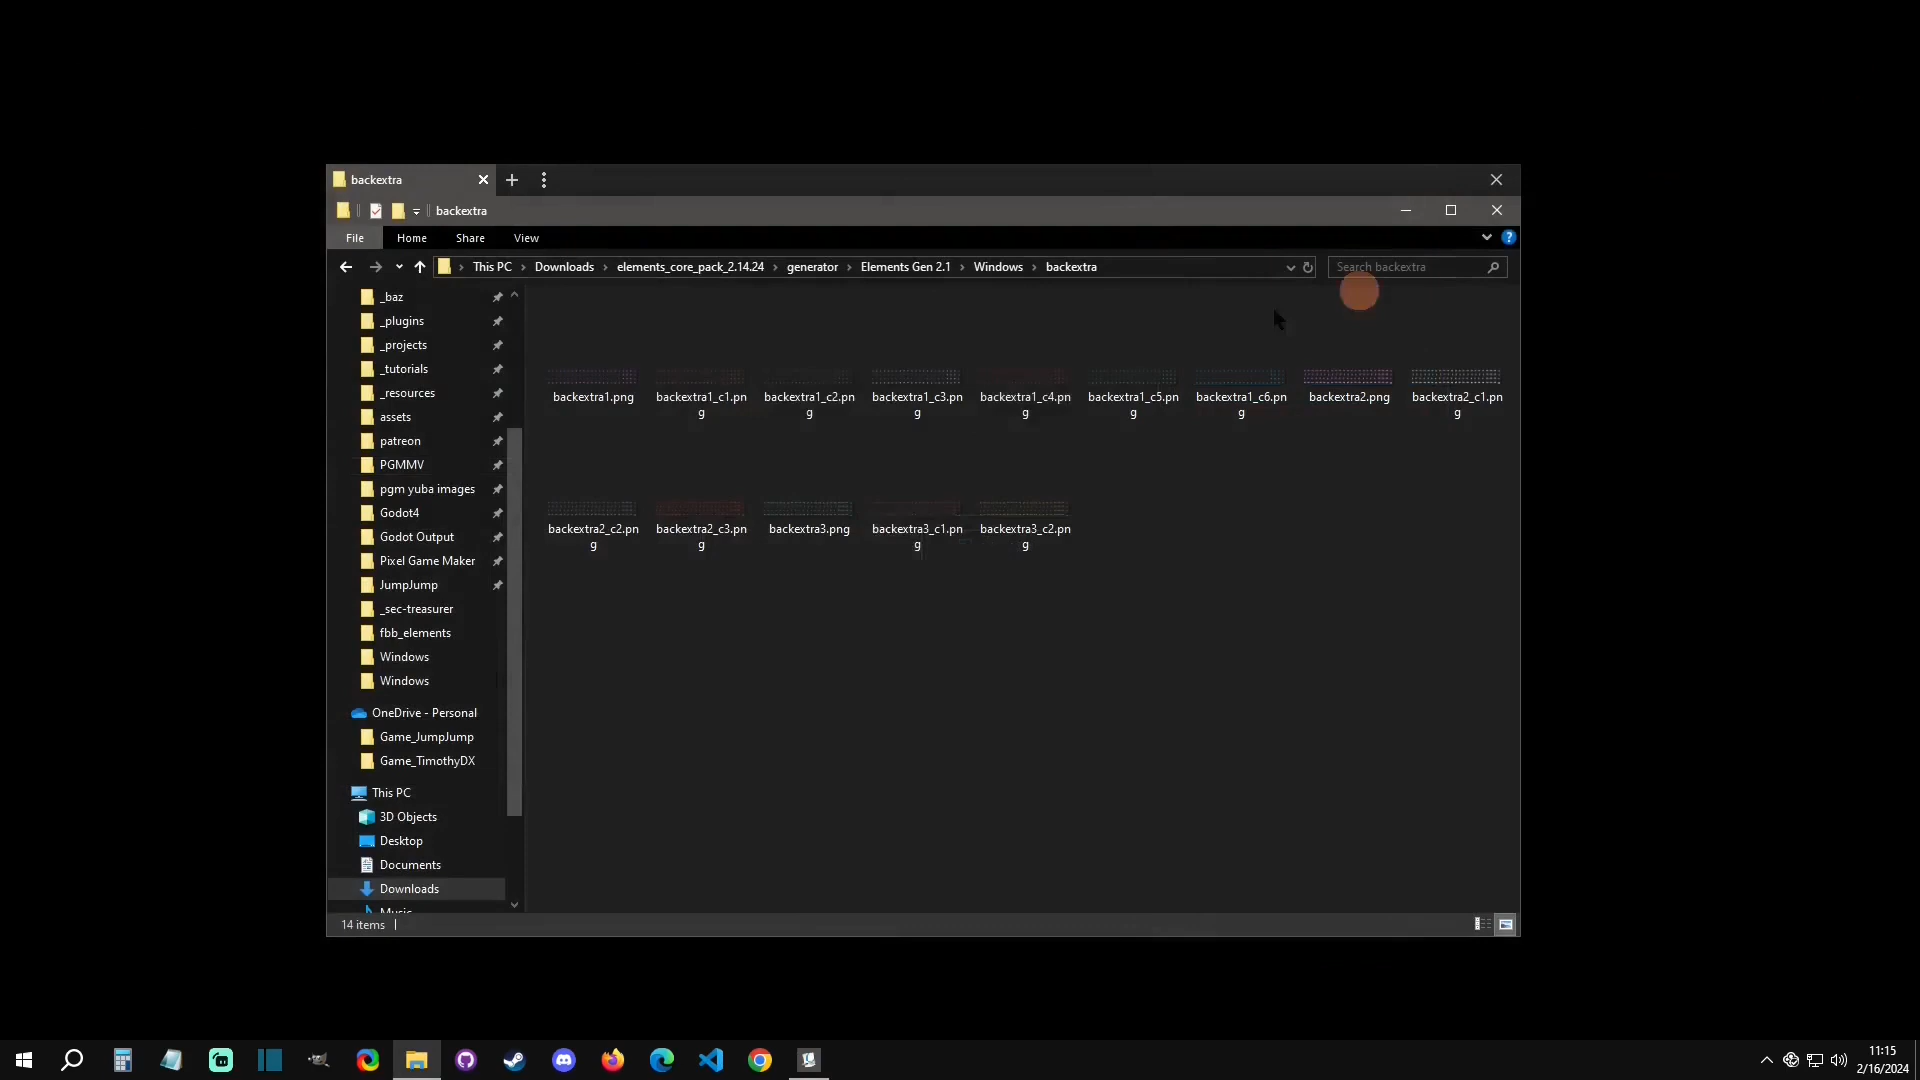 backextra
backextra
File Home Share View
This PC Downloads elements_core_pack_2.14.24 generator Elements Gen 2.1 Windows backextra
Search backextra
_baz
_plugins
_projects
_tutorials
_resources
assets
patreon
PGMMV
pgm yuba images
Godot4
Godot Output
Pixel Game Maker
JumpJump
_sec-treasurer
fbb_elements
Windows
Windows
OneDrive - Personal
Game_JumpJump
Game_TimothyDX
This PC
3D Objects
Desktop
Documents
Downloads
Music
backextra1.png
backextra1_c1.pn
g
backextra1_c2.pn
g
backextra1_c3.pn
g
backextra1_c4.pn
g
backextra1_c5.pn
g
backextra1_c6.pn
g
backextra2.png
backextra2_c1.pn
g
backextra2_c2.pn
g
backextra2_c3.pn
g
backextra3.png
backextra3_c1.pn
g
backextra3_c2.pn
g
14 items
11:15
2/16/2024